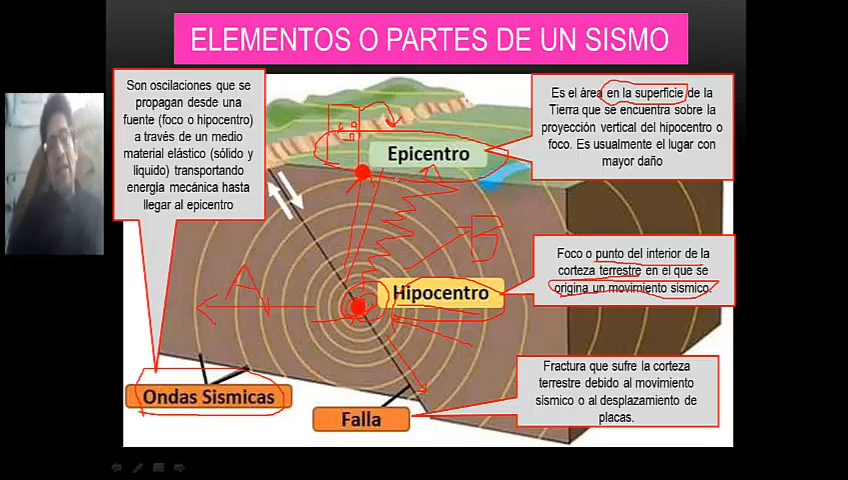 ELEMENTOS O PARTES DE UN SISMO
Son oscilaciones que se
propagan desde una
fuente (foco o hipocentro)
a través de un medio
material elástico (sólido y
líquido) transportando
energía mecánica hasta
llegar al epicentro
Es el área en la superficie de la
Tierra que se encuentra sobre la
proyección vertical del hipocentro o
foco. Es usualmente el lugar con
mayor daño
Epicentro
Foco o punto del interior de la
corteza terrestre en el que se
origina un movimiento sísmico.
Hipocentro
Fractura que sufre la corteza
terrestre debido al movimiento
sísmico o al desplazamiento de
placas.
Ondas Sismicas
Falla